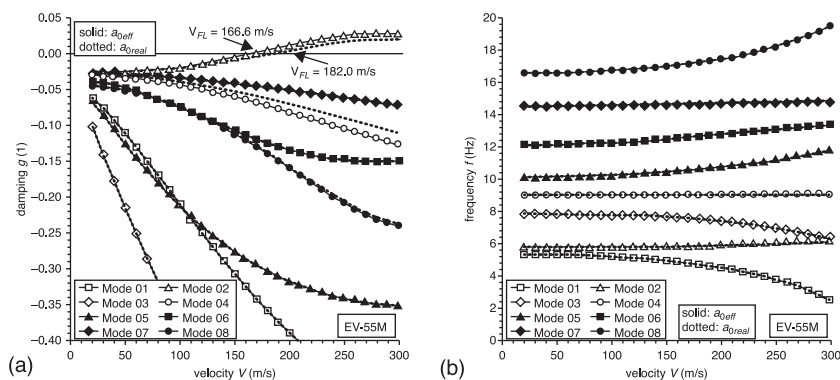 solid: a0eff
dotted: a0real
VFL = 166.6 m/s
VFL = 182.0 m/s
0.05
0.00
−0.05
−0.10
−0.15
−0.20
−0.25
−0.30
−0.35
−0.40
damping g (1)
Mode 01 Mode 02
Mode 03 Mode 04
Mode 05 Mode 06
Mode 07 Mode 08
EV-55M
0 50 100 150 200 250 300
velocity V (m/s)
(a)
20
18
16
14
12
10
8
6
4
2
0
frequency f (Hz)
Mode 01 Mode 02
Mode 03 Mode 04
Mode 05 Mode 06
Mode 07 Mode 08
solid: a0eff
dotted: a0real
EV-55M
0 50 100 150 200 250 300
velocity V (m/s)
(b)